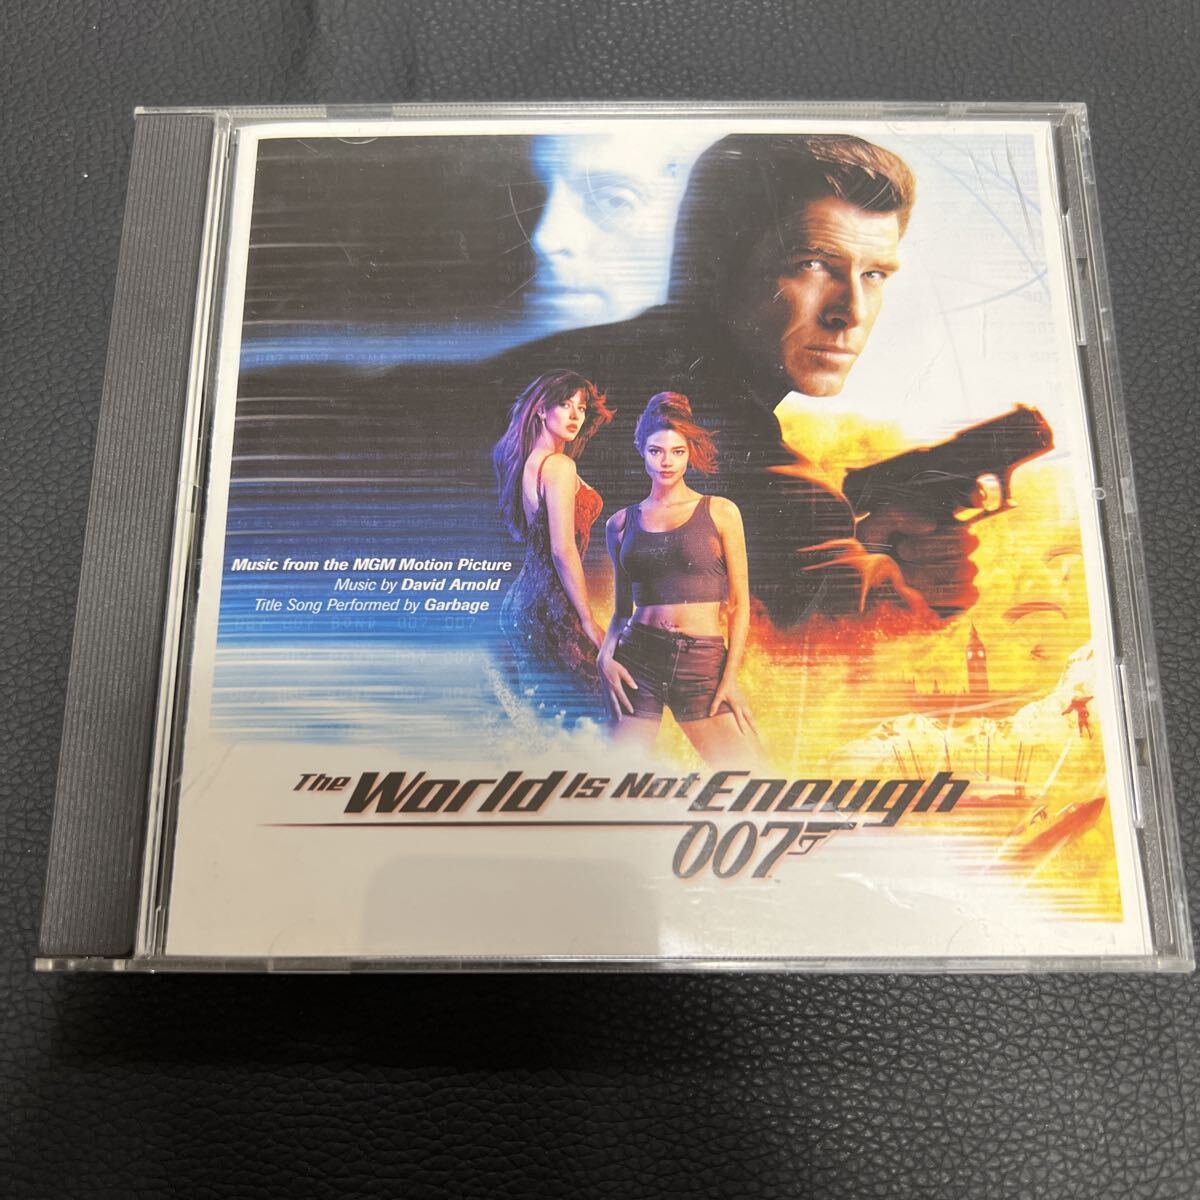 Music from the MGM Motion Picture
Music by David Arnold
Title Song Performed by Garbage
The World Is Not Enough
007